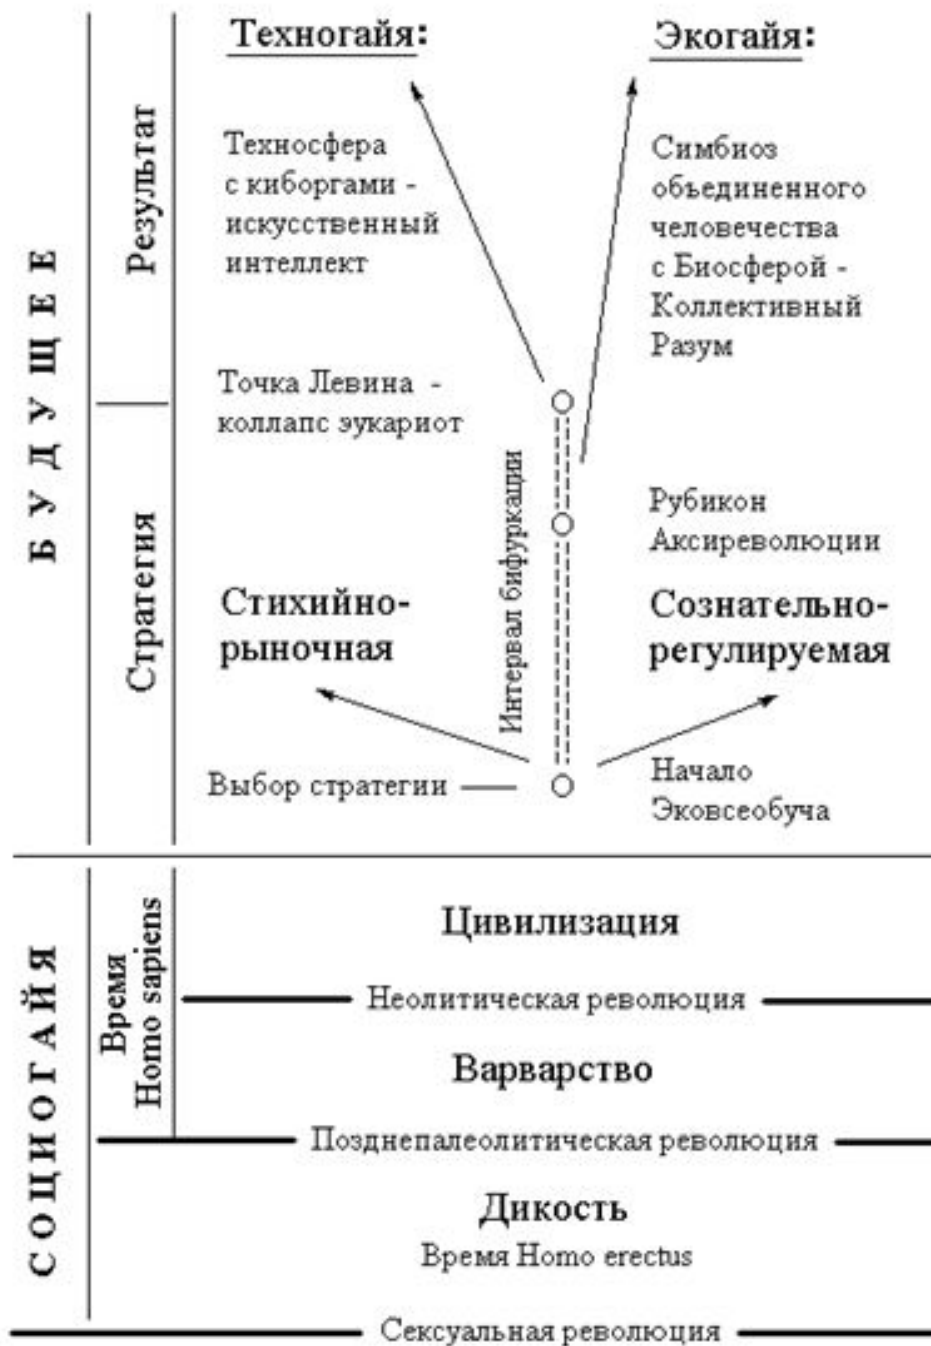 БУДУЩЕЕ
Результат
Стратегия
Техногайя:
Техносфера
с киборгами -
искусственный
интеллект
Экогайя:
Симбиоз
объединенного
человечества
с Биосферой -
Коллективный
Разум
Точка Левина -
коллапс эукариот
Интервал бифуркации
Рубикон
Аксиреволюции
Стихийно-
рыночная
Сознательно-
регулируемая
Выбор стратегии
Начало
Эковсеобуча
СОЦИОГАЙЯ
Время
Homo sapiens
Цивилизация
Неолитическая революция
Варварство
Позднепалеолитическая революция
Дикость
Время Homo erectus
Сексуальная революция